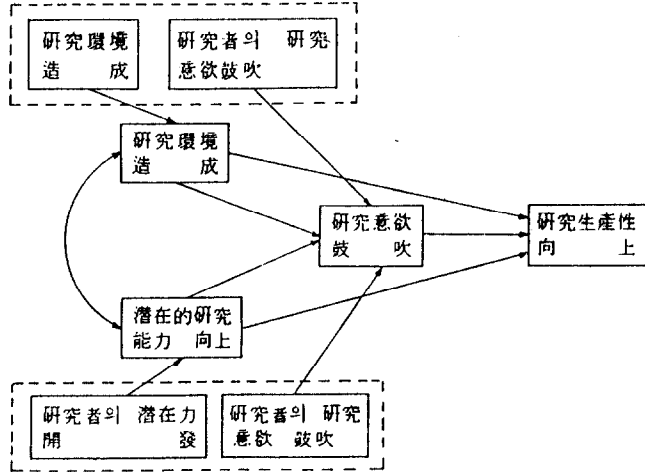 研究環境
造 成
研究者의 研究
意欲鼓吹
研究環境
造 成
研究意欲
鼓 吹
研究生產性
向 上
潛在的研究
能力 向上
研究者의 潛在力
開 發
研究者의 研究
意欲 鼓吹